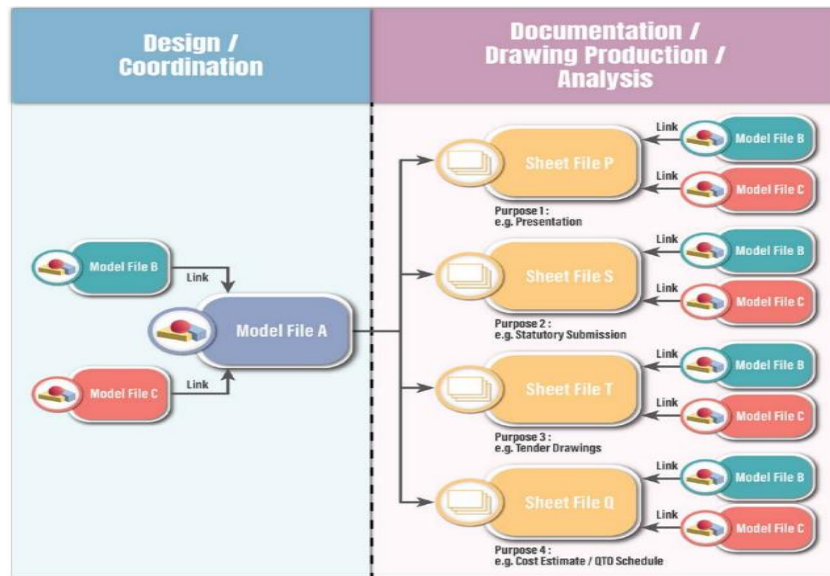 Design /
Coordination
Documentation /
Drawing Production /
Analysis
Model File B
Link
Model File A
Model File C
Link
Sheet File P
Link
Model File B
Link
Model File C
Purpose 1 :
e.g. Presentation
Sheet File S
Link
Model File B
Link
Model File C
Purpose 2 :
e.g. Statutory Submission
Sheet File T
Link
Model File B
Link
Model File C
Purpose 3 :
e.g. Tender Drawings
Sheet File Q
Link
Model File B
Link
Model File C
Purpose 4 :
e.g. Cost Estimate / QTO Schedule